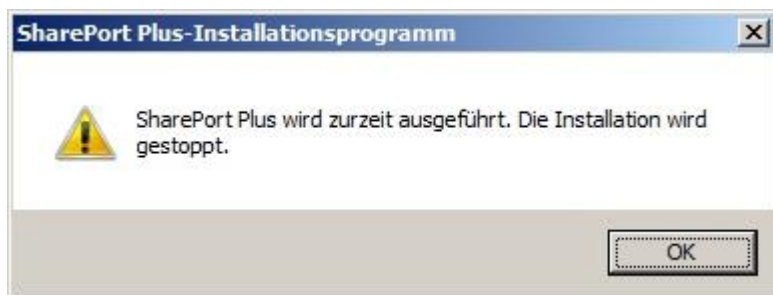 SharePort Plus-Installationsprogramm
SharePort Plus wird zurzeit ausgeführt. Die Installation wird
gestoppt.
OK